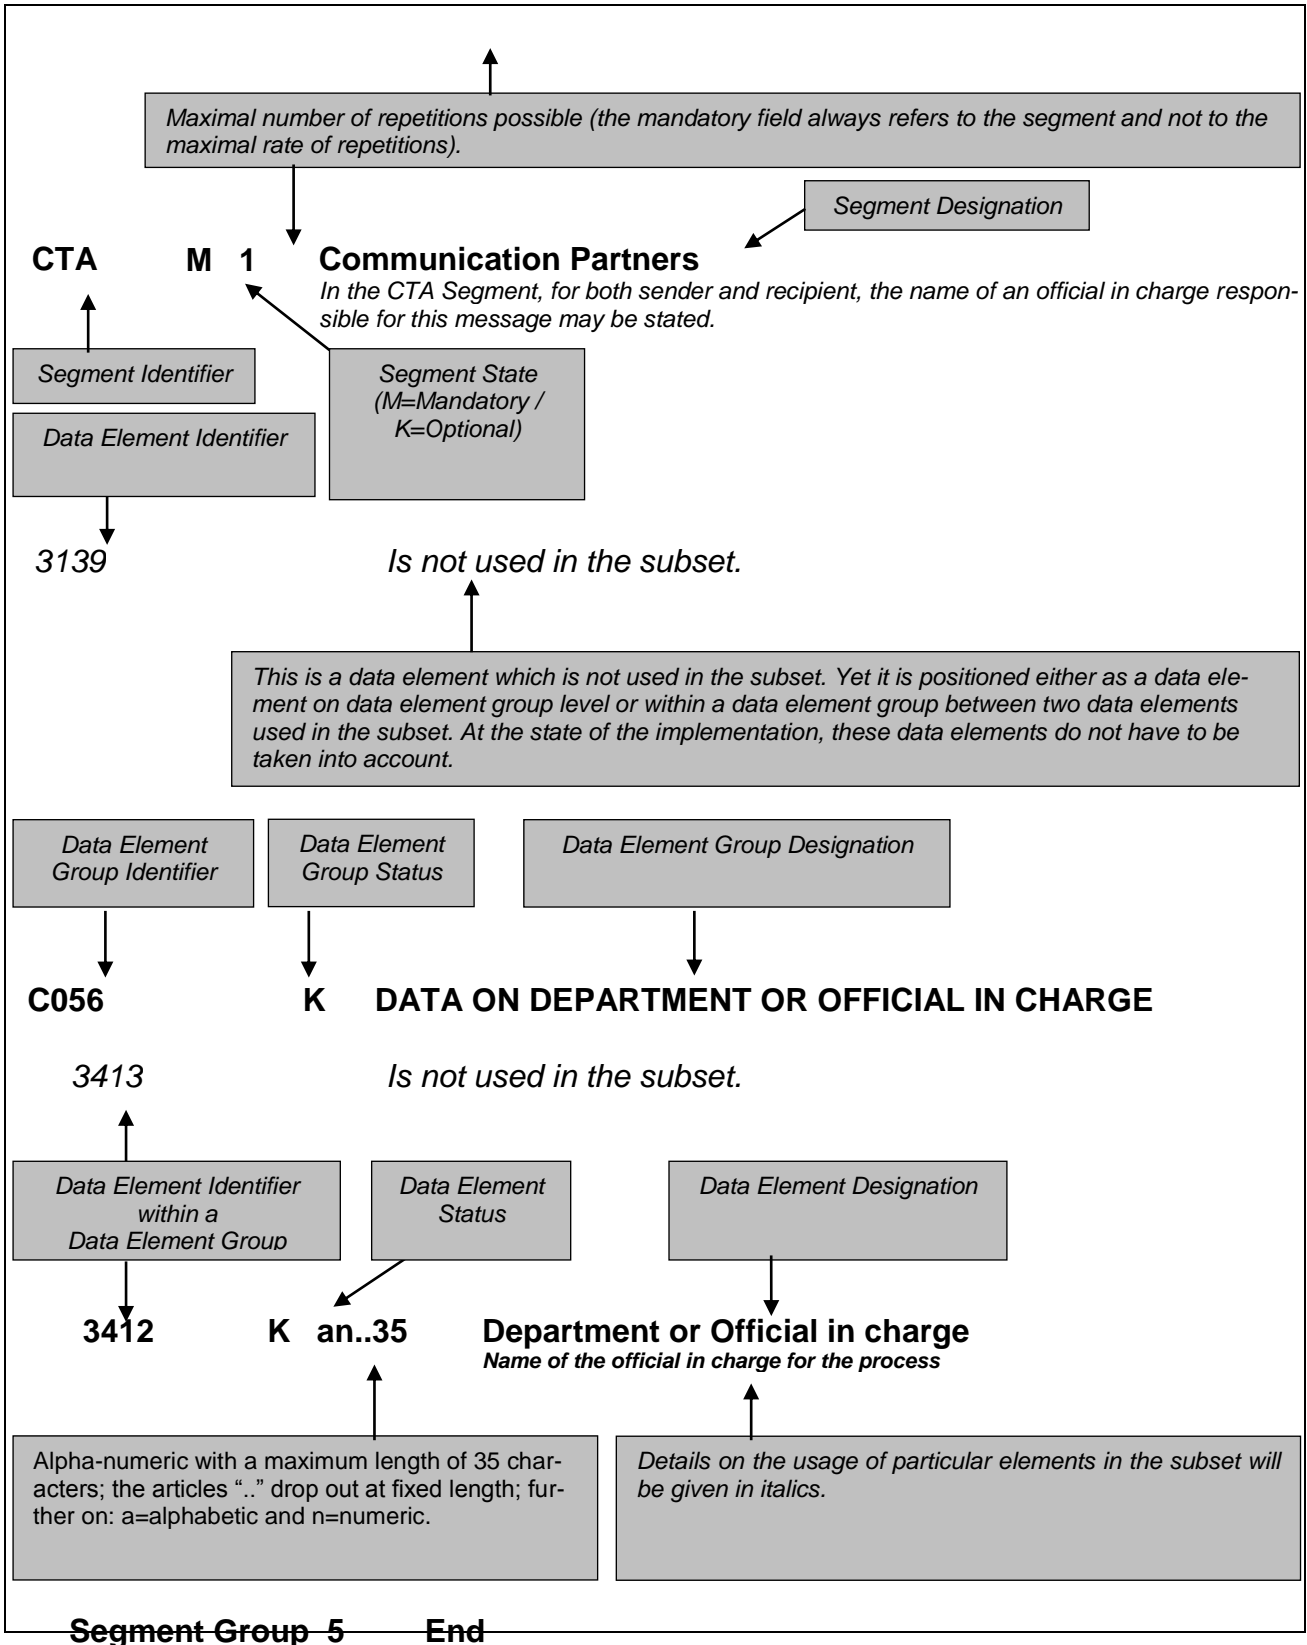 Maximal number of repetitions possible (the mandatory field always refers to the segment and not to the
maximal rate of repetitions).
Segment Designation
CTA M 1 Communication Partners
In the CTA Segment, for both sender and recipient, the name of an official in charge respon-
sible for this message may be stated.
Segment Identifier
Segment State
(M=Mandatory /
K=Optional)
Data Element Identifier
3139 Is not used in the subset.
This is a data element which is not used in the subset. Yet it is positioned either as a data ele-
ment on data element group level or within a data element group between two data elements
used in the subset. At the state of the implementation, these data elements do not have to be
taken into account.
Data Element
Group Identifier
Data Element
Group Status
Data Element Group Designation
C056 K DATA ON DEPARTMENT OR OFFICIAL IN CHARGE
3413 Is not used in the subset.
Data Element Identifier
within a
Data Element Group
Data Element
Status
Data Element Designation
3412 K an..35 Department or Official in charge
Name of the official in charge for the process
Alpha-numeric with a maximum length of 35 char-
acters; the articles “..” drop out at fixed length; fur-
ther on: a=alphabetic and n=numeric.
Details on the usage of particular elements in the subset will
be given in italics.
Segment Group 5 End